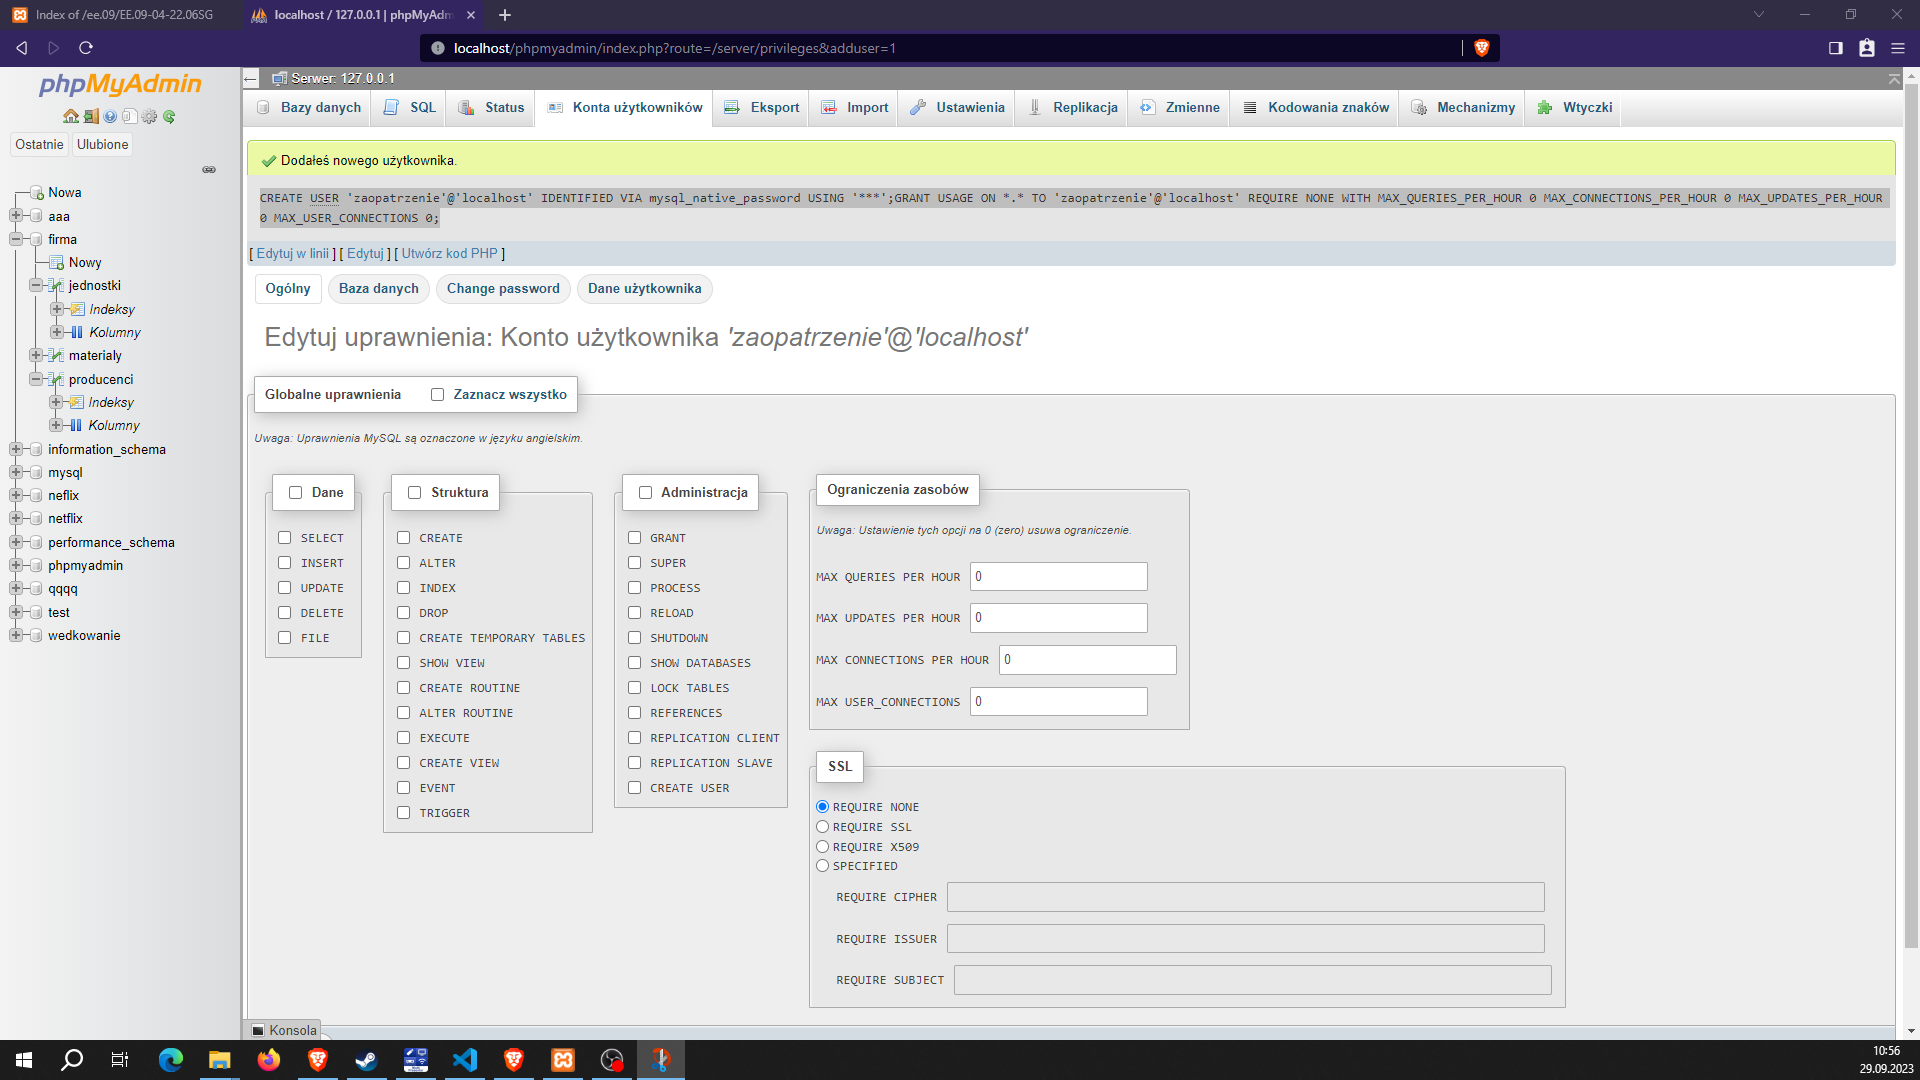 Index of /ee.09/EE.09-04-22.06SG
localhost / 127.0.0.1 | phpMyAdm
localhost/phpmyadmin/index.php?route=/server/privileges&adduser=1
phpMyAdmin
Ostatnie Ulubione
Nowa
aaa
firma
Nowy
jednostki
Indeksy
Kolumny
materialy
producenci
Indeksy
Kolumny
information_schema
mysql
neflix
netflix
performance_schema
phpmyadmin
qqqq
test
wedkowanie
Serwer: 127.0.0.1
Bazy danych SQL Status Konta użytkowników Eksport Import Ustawienia Replikacja Zmienne Kodowania znaków Mechanizmy Wtyczki
Dodałeś nowego użytkownika.
CREATE USER 'zaopatrzenie'@'localhost' IDENTIFIED VIA mysql_native_password USING '***';GRANT USAGE ON *.* TO 'zaopatrzenie'@'localhost' REQUIRE NONE WITH MAX_QUERIES_PER_HOUR 0 MAX_CONNECTIONS_PER_HOUR 0 MAX_UPDATES_PER_HOUR
0 MAX_USER_CONNECTIONS 0;
[ Edytuj w linii ] [ Edytuj ] [ Utwórz kod PHP ]
Ogólny Baza danych Change password Dane użytkownika
Edytuj uprawnienia: Konto użytkownika 'zaopatrzenie'@'localhost'
Globalne uprawnienia Zaznacz wszystko
Uwaga: Uprawnienia MySQL są oznaczone w języku angielskim.
Dane
SELECT
INSERT
UPDATE
DELETE
FILE
Struktura
CREATE
ALTER
INDEX
DROP
CREATE TEMPORARY TABLES
SHOW VIEW
CREATE ROUTINE
ALTER ROUTINE
EXECUTE
CREATE VIEW
EVENT
TRIGGER
Administracja
GRANT
SUPER
PROCESS
RELOAD
SHUTDOWN
SHOW DATABASES
LOCK TABLES
REFERENCES
REPLICATION CLIENT
REPLICATION SLAVE
CREATE USER
Ograniczenia zasobów
Uwaga: Ustawienie tych opcji na 0 (zero) usuwa ograniczenie.
MAX QUERIES PER HOUR 0
MAX UPDATES PER HOUR 0
MAX CONNECTIONS PER HOUR 0
MAX USER_CONNECTIONS 0
SSL
REQUIRE NONE
REQUIRE SSL
REQUIRE X509
SPECIFIED
REQUIRE CIPHER
REQUIRE ISSUER
REQUIRE SUBJECT
Konsola
10:56
29.09.2023